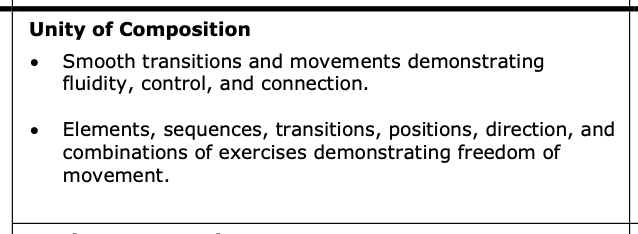 Unity of Composition
• Smooth transitions and movements demonstrating
fluidity, control, and connection.
• Elements, sequences, transitions, positions, direction, and
combinations of exercises demonstrating freedom of
movement.